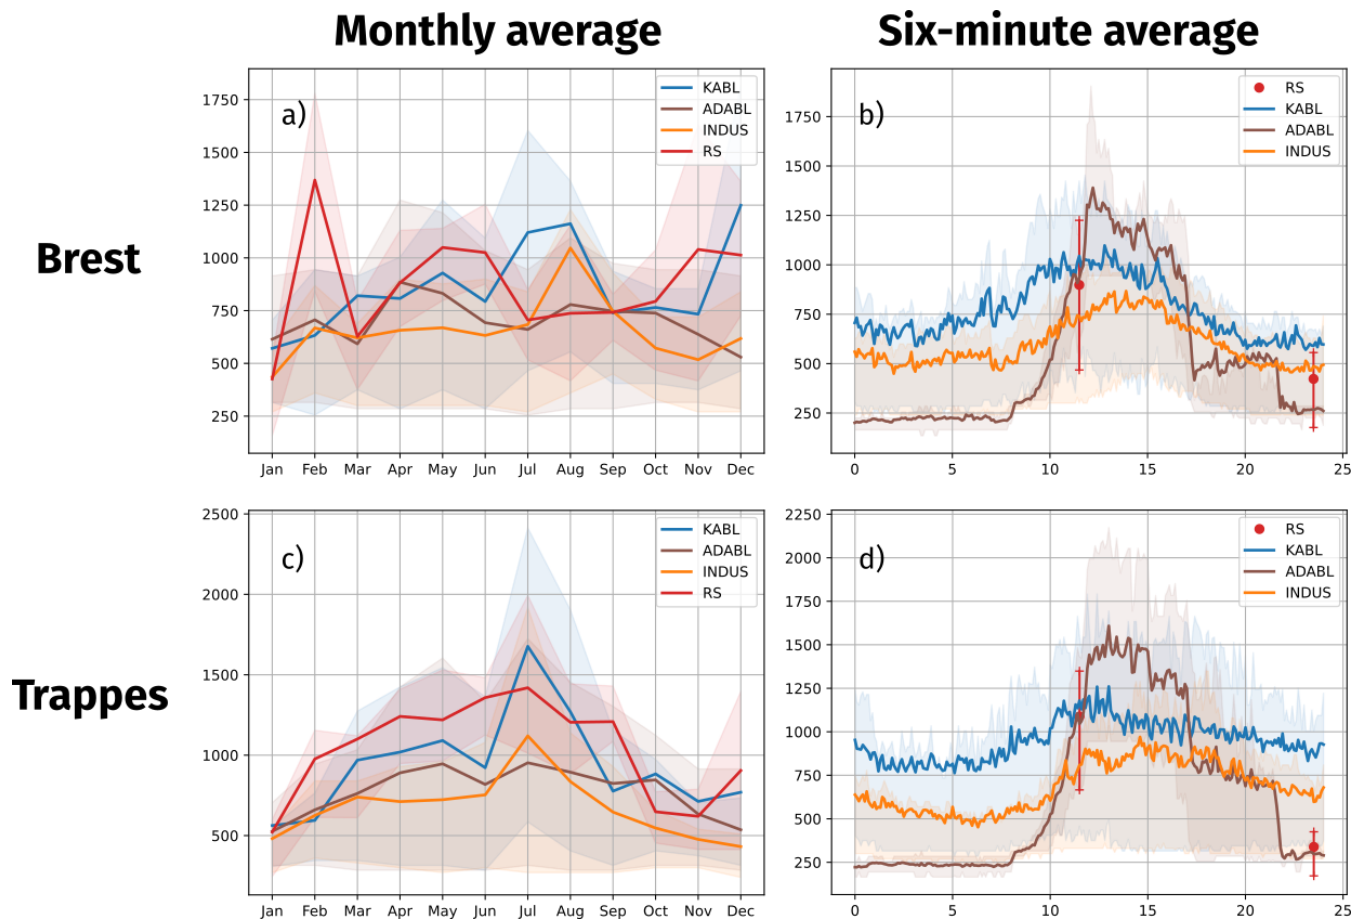 Monthly average
Six-minute average
Brest
a)
KABL
ADABL
INDUS
RS
1750
1500
1250
1000
750
500
250
Jan Feb Mar Apr May Jun Jul Aug Sep Oct Nov Dec
b)
RS
KABL
ADABL
INDUS
1750
1500
1250
1000
750
500
250
0 5 10 15 20 25
Trappes
c)
KABL
ADABL
INDUS
RS
2500
2000
1500
1000
500
Jan Feb Mar Apr May Jun Jul Aug Sep Oct Nov Dec
d)
RS
KABL
ADABL
INDUS
2250
2000
1750
1500
1250
1000
750
500
250
0 5 10 15 20 25